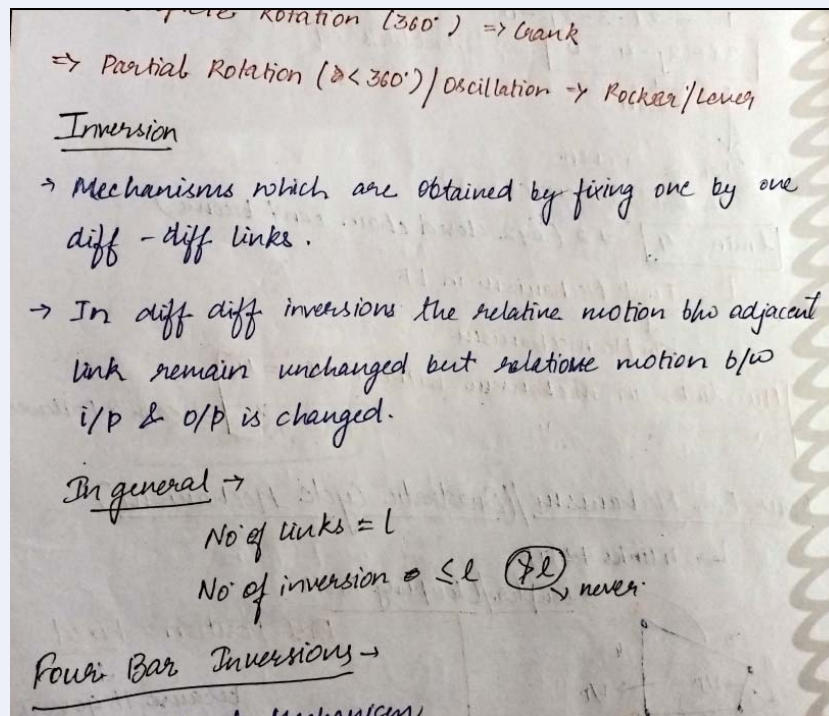 Rotation (360°) => Crank
=> Partial Rotation (<360°) / Oscillation → Rocker/Lever
Inversion
→ Mechanisms which are obtained by fixing one by one
diff - diff links.
→ In diff diff inversions the relative motion b/w adjacent
link remain unchanged but relative motion b/w
i/p & o/p is changed.
In general →
No of links = l
No of inversion ≤ l ≯l never.
Four Bar Inversions →
Mechanism